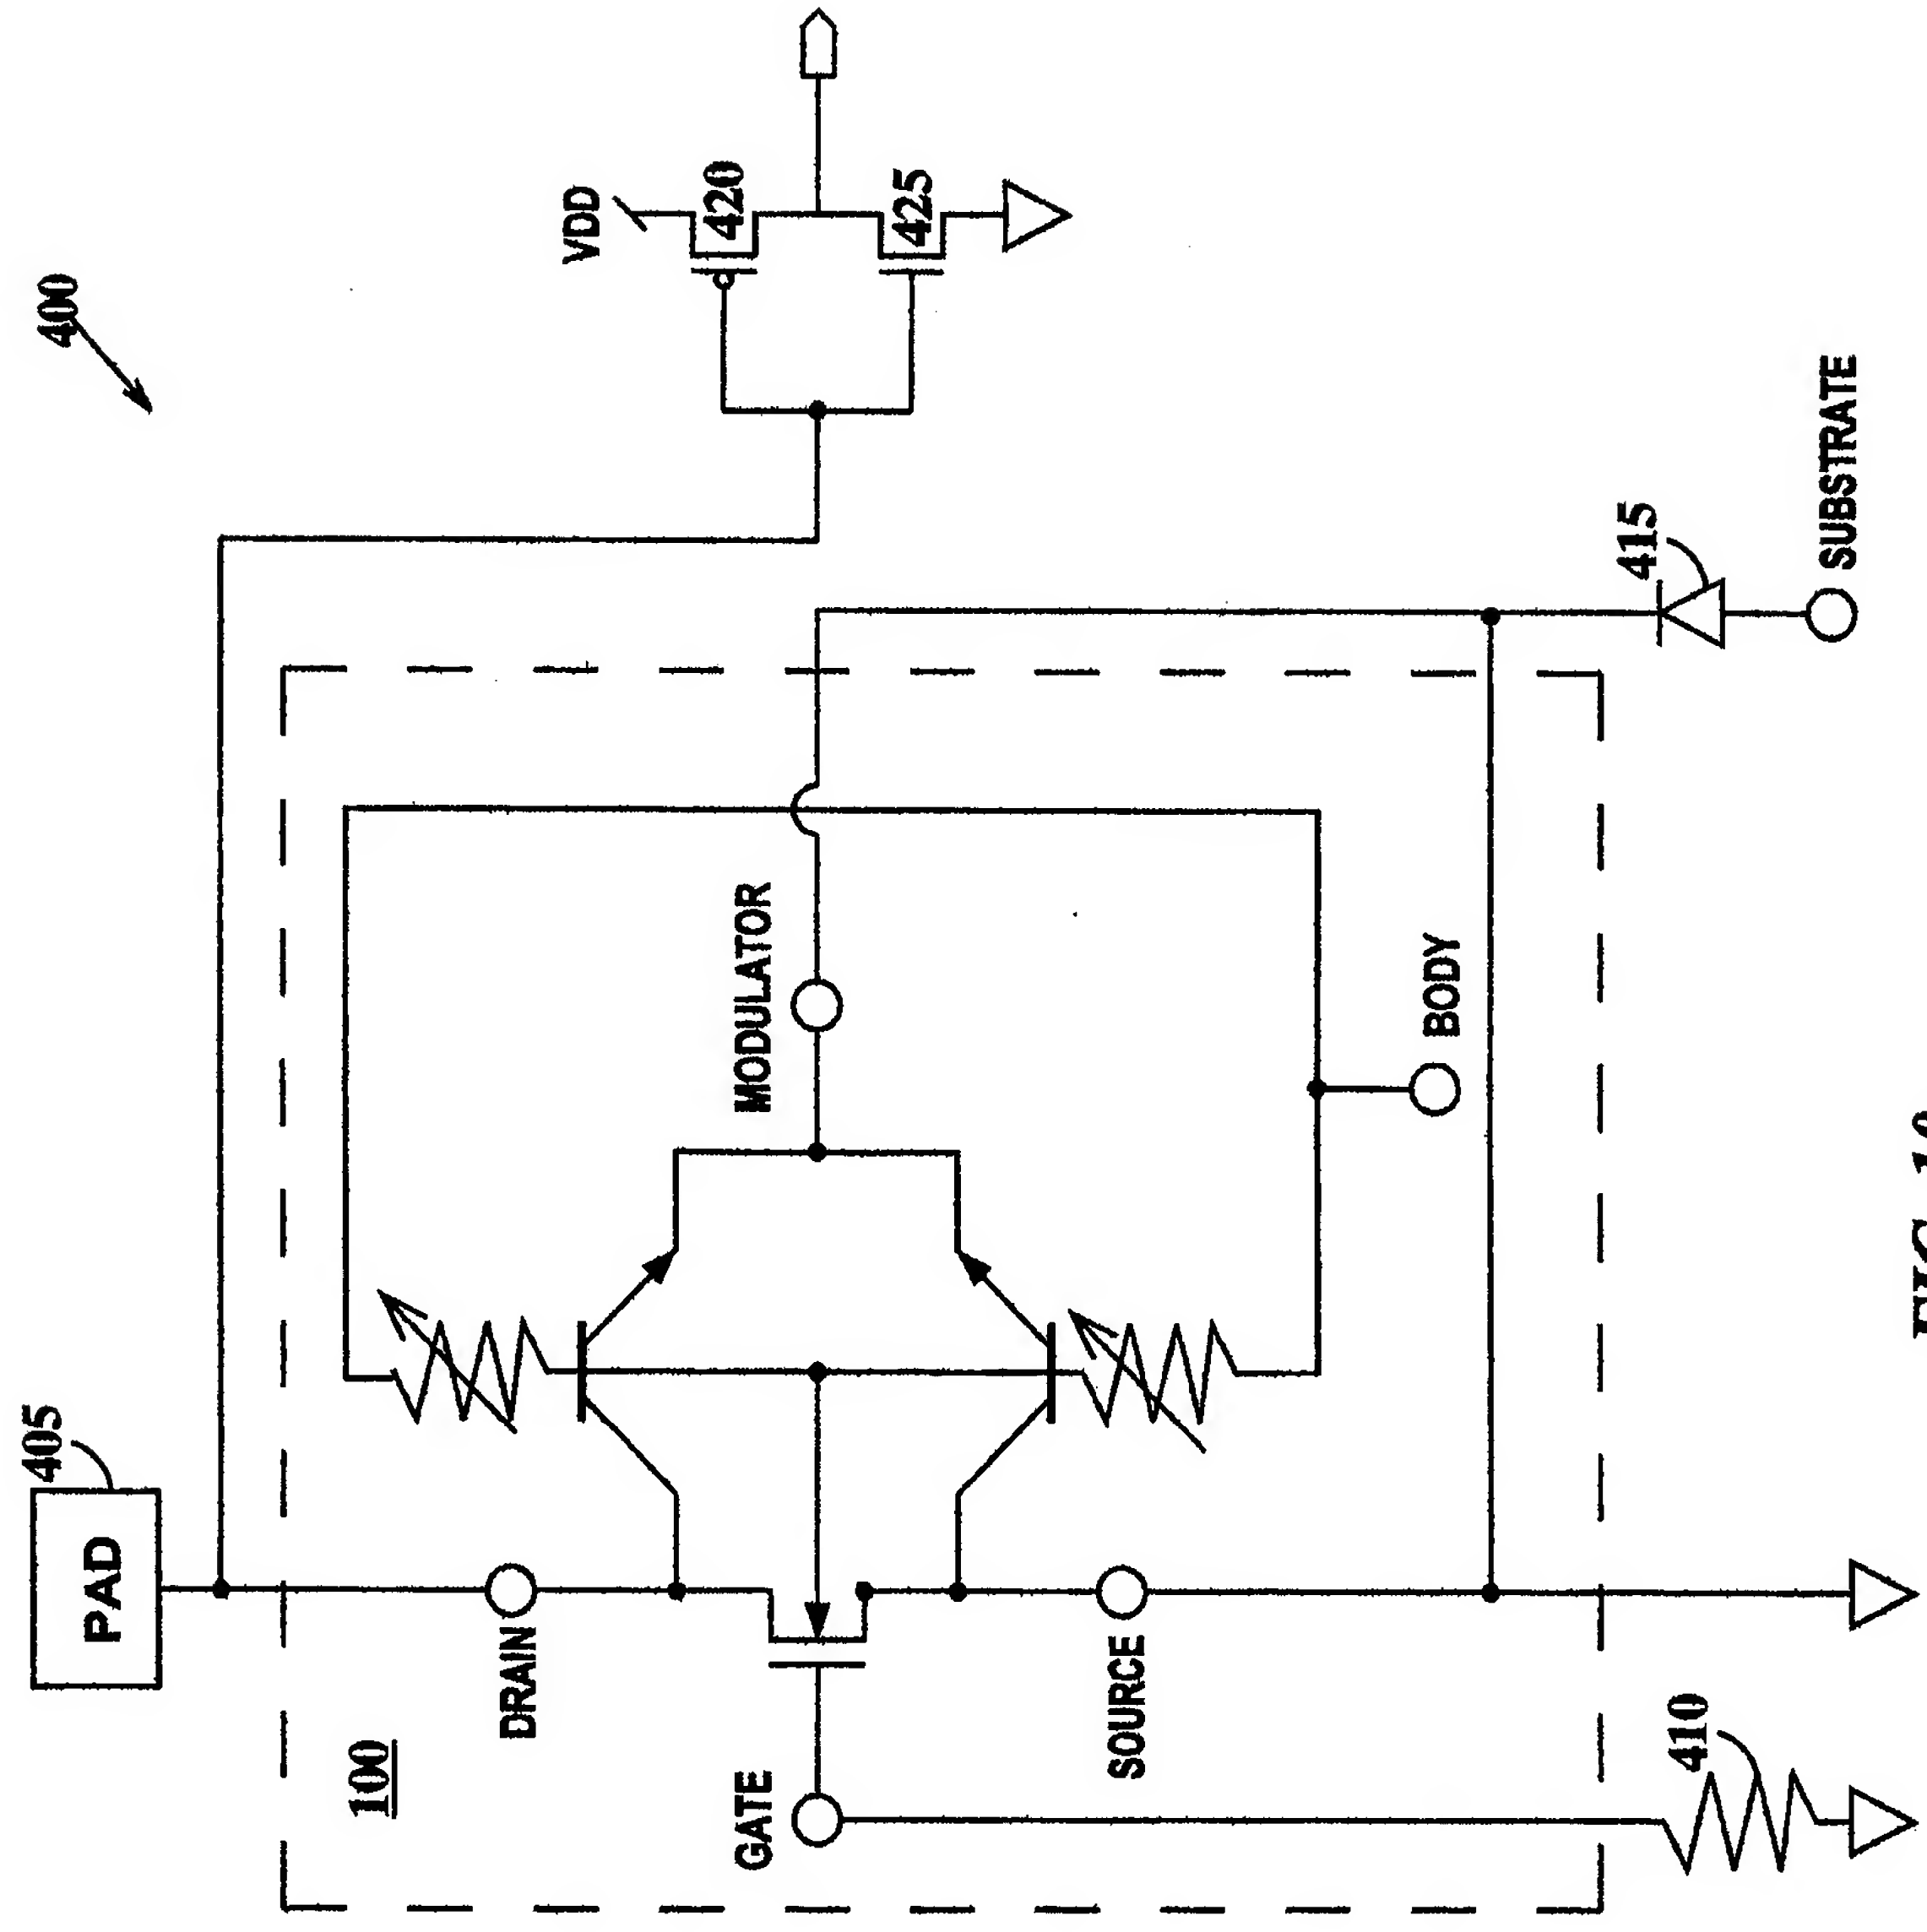 400
VDD
420
425
405
PAD
100
DRAIN
GATE
SOURCE
MODULATOR
BODY
410
415
SUBSTRATE